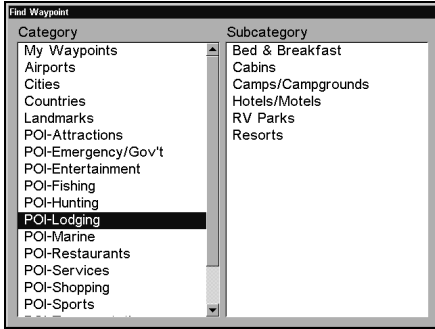 Find Waypoint
Category
My Waypoints
Airports
Cities
Countries
Landmarks
POI-Attractions
POI-Emergency/Gov't
POI-Entertainment
POI-Fishing
POI-Hunting
POI-Lodging
POI-Marine
POI-Restaurants
POI-Services
POI-Shopping
POI-Sports
Subcategory
Bed & Breakfast
Cabins
Camps/Campgrounds
Hotels/Motels
RV Parks
Resorts